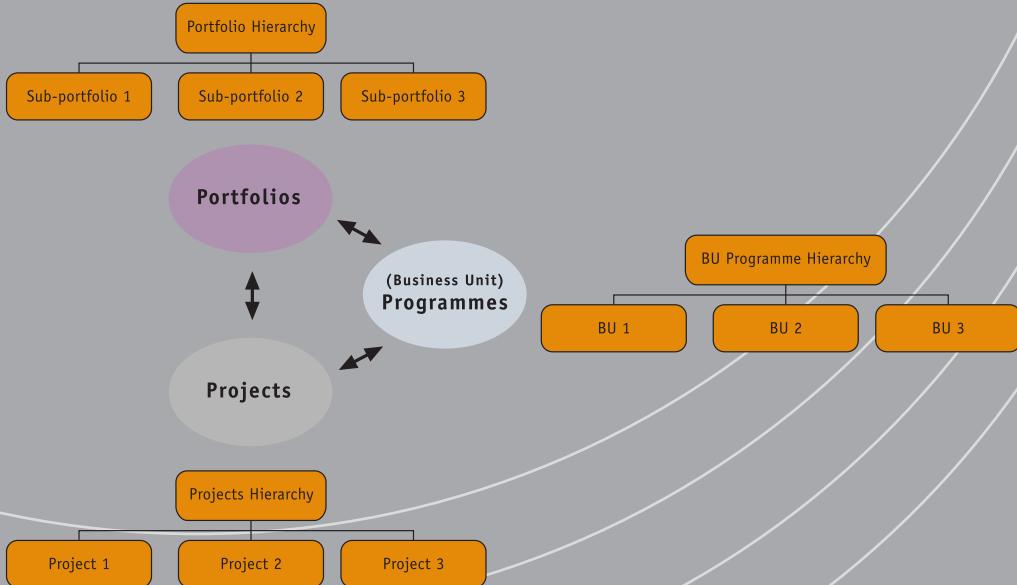 Portfolio Hierarchy
Sub-portfolio 1
Sub-portfolio 2
Sub-portfolio 3
Portfolios
(Business Unit)
Programmes
BU Programme Hierarchy
BU 1
BU 2
BU 3
Projects
Projects Hierarchy
Project 1
Project 2
Project 3